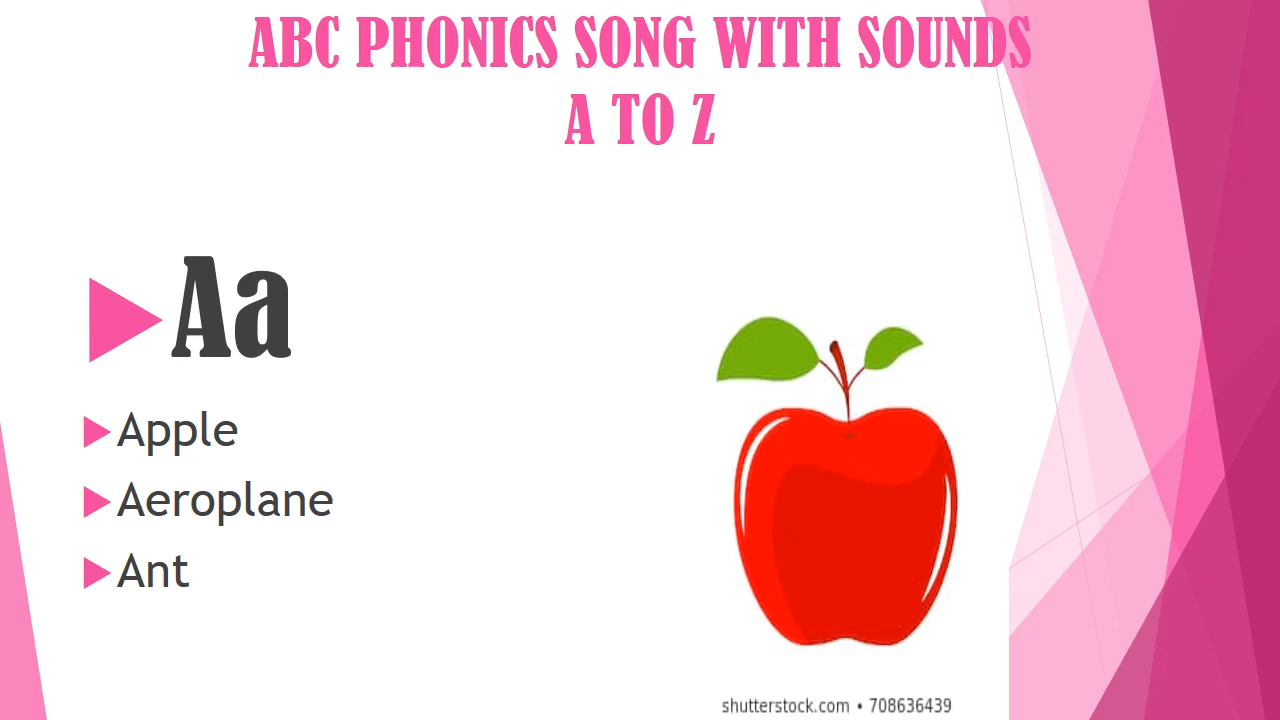 ABC PHONICS SONG WITH SOUNDS
A TO Z
Aa
Apple
Aeroplane
Ant
shutterstock.com • 708636439